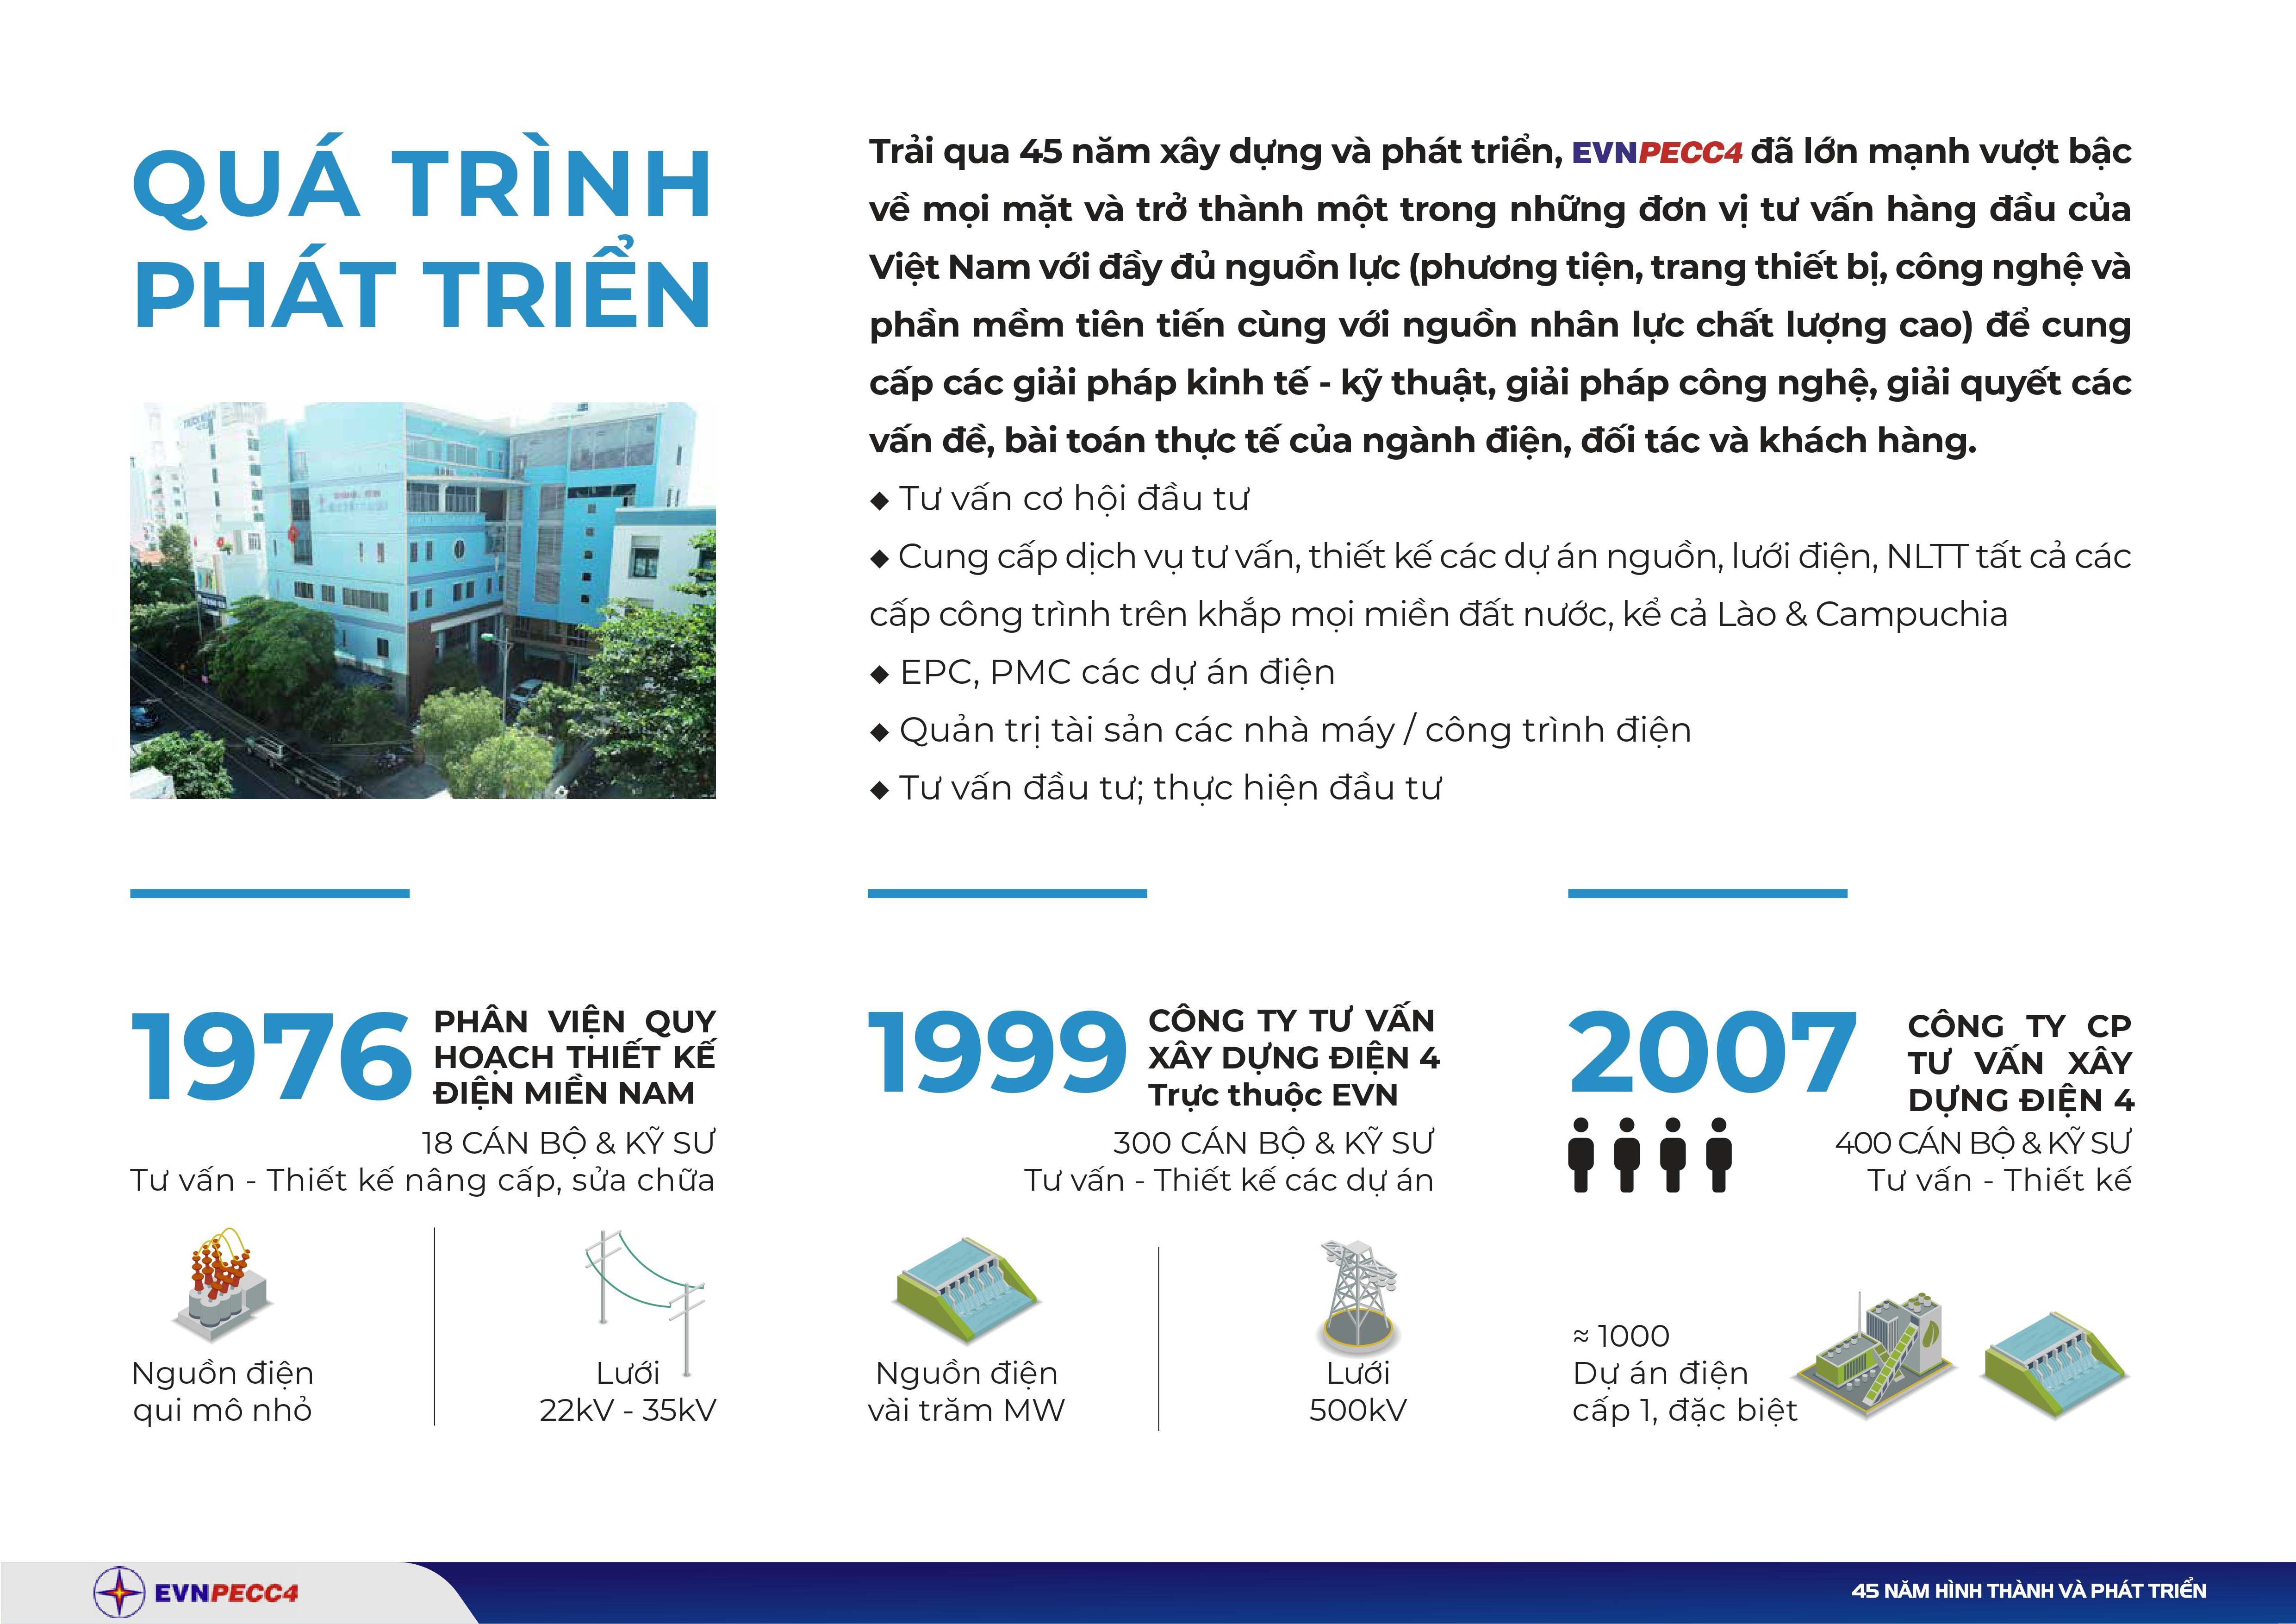 QUÁ TRÌNH
PHÁT TRIỂN
Trải qua 45 năm xây dựng và phát triển, EVNPECC4 đã lớn mạnh vượt bậc
về mọi mặt và trở thành một trong những đơn vị tư vấn hàng đầu của
Việt Nam với đầy đủ nguồn lực (phương tiện, trang thiết bị, công nghệ và
phần mềm tiên tiến cùng với nguồn nhân lực chất lượng cao) để cung
cấp các giải pháp kinh tế - kỹ thuật, giải pháp công nghệ, giải quyết các
vấn đề, bài toán thực tế của ngành điện, đối tác và khách hàng.
◆ Tư vấn cơ hội đầu tư
◆ Cung cấp dịch vụ tư vấn, thiết kế các dự án nguồn, lưới điện, NLTT tất cả các
cấp công trình trên khắp mọi miền đất nước, kể cả Lào & Campuchia
◆ EPC, PMC các dự án điện
◆ Quản trị tài sản các nhà máy / công trình điện
◆ Tư vấn đầu tư; thực hiện đầu tư
1976
PHÂN VIỆN QUY
HOẠCH THIẾT KẾ
ĐIỆN MIỀN NAM
18 CÁN BỘ & KỸ SƯ
Tư vấn - Thiết kế nâng cấp, sửa chữa
Nguồn điện
qui mô nhỏ
Lưới
22kV - 35kV
1999
CÔNG TY TƯ VẤN
XÂY DỰNG ĐIỆN 4
Trực thuộc EVN
300 CÁN BỘ & KỸ SƯ
Tư vấn - Thiết kế các dự án
Nguồn điện
vài trăm MW
Lưới
500kV
2007
CÔNG TY CP
TƯ VẤN XÂY
DỰNG ĐIỆN 4
400 CÁN BỘ & KỸ SƯ
Tư vấn - Thiết kế
≈ 1000
Dự án điện
cấp 1, đặc biệt
EVNPECC4
45 NĂM HÌNH THÀNH VÀ PHÁT TRIỂN